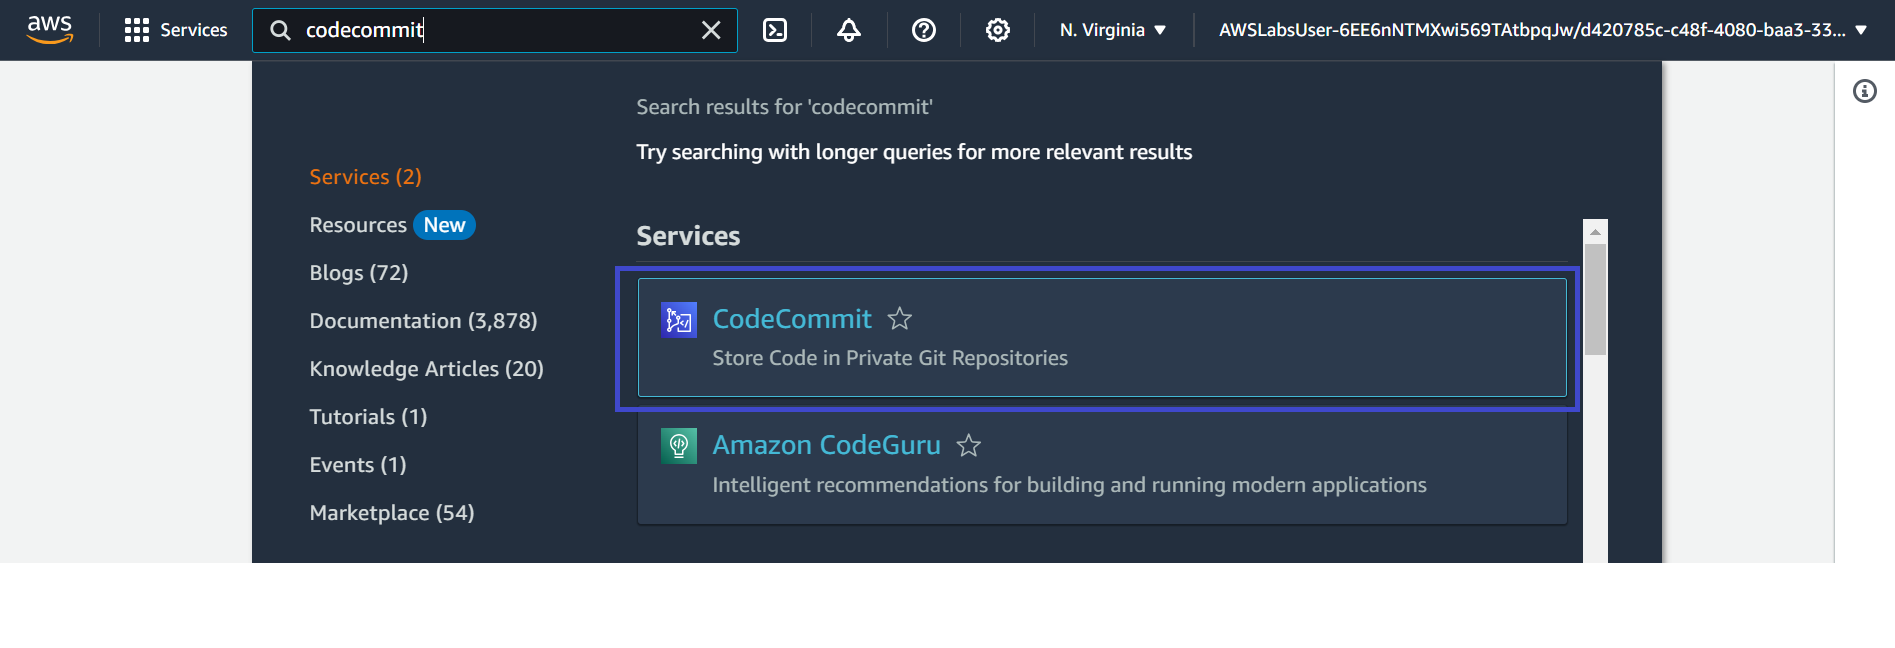 aws
Services
codecommit
N. Virginia
AWSLabsUser-6EE6nNTMXwi569TAtbpqJw/d420785c-c48f-4080-baa3-33...
Search results for 'codecommit'
Try searching with longer queries for more relevant results
Services (2)
Resources New
Blogs (72)
Documentation (3,878)
Knowledge Articles (20)
Tutorials (1)
Events (1)
Marketplace (54)
Services
CodeCommit
Store Code in Private Git Repositories
Amazon CodeGuru
Intelligent recommendations for building and running modern applications